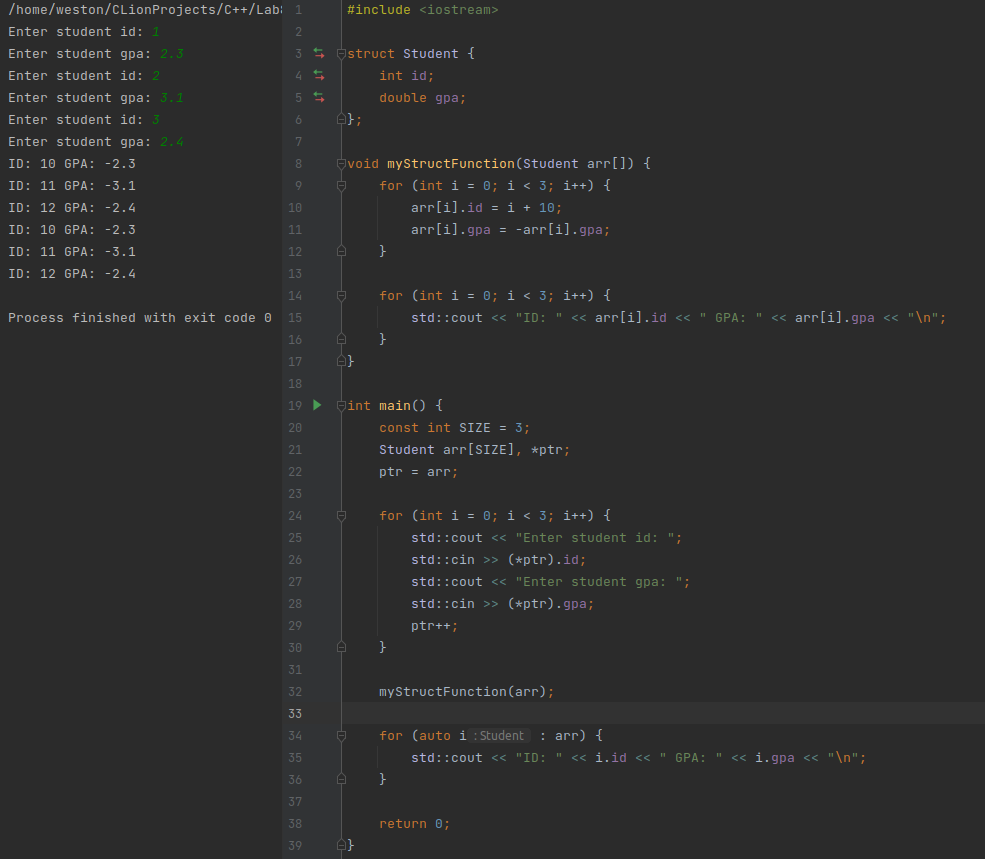 /home/weston/CLionProjects/C++/Lab8
Enter student id: 1
Enter student gpa: 2.3
Enter student id: 2
Enter student gpa: 3.1
Enter student id: 3
Enter student gpa: 2.4
ID: 10 GPA: -2.3
ID: 11 GPA: -3.1
ID: 12 GPA: -2.4
ID: 10 GPA: -2.3
ID: 11 GPA: -3.1
ID: 12 GPA: -2.4
Process finished with exit code 0
1 #include <iostream>
2
3 struct Student {
4     int id;
5     double gpa;
6 };
7
8 void myStructFunction(Student arr[]) {
9     for (int i = 0; i < 3; i++) {
10         arr[i].id = i + 10;
11         arr[i].gpa = -arr[i].gpa;
12     }
13
14     for (int i = 0; i < 3; i++) {
15         std::cout << "ID: " << arr[i].id << " GPA: " << arr[i].gpa << "\n";
16     }
17 }
18
19 int main() {
20     const int SIZE = 3;
21     Student arr[SIZE], *ptr;
22     ptr = arr;
23
24     for (int i = 0; i < 3; i++) {
25         std::cout << "Enter student id: ";
26         std::cin >> (*ptr).id;
27         std::cout << "Enter student gpa: ";
28         std::cin >> (*ptr).gpa;
29         ptr++;
30     }
31
32     myStructFunction(arr);
33
34     for (auto i :Student : arr) {
35         std::cout << "ID: " << i.id << " GPA: " << i.gpa << "\n";
36     }
37
38     return 0;
39 }